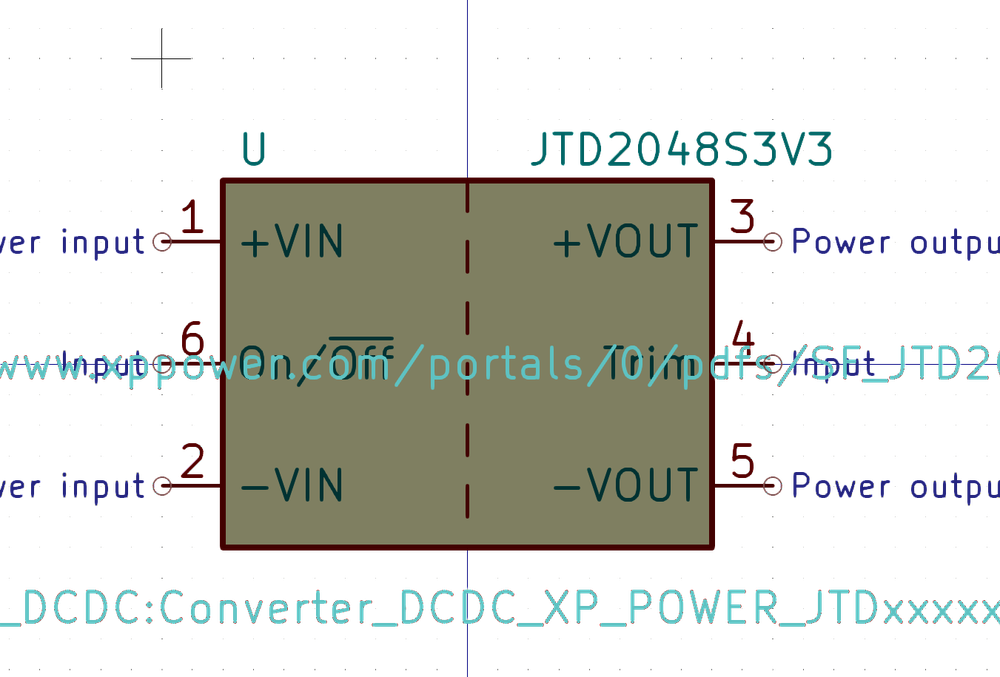 U JTD2048S3V3
1 3
wer input +VIN +VOUT Power outpu
6 4
Input On/Off Trim Input
www.xppower.com/portals/0/pdfs/SF_JTD20
2 5
wer input -VIN -VOUT Power outpu
_DCDC:Converter_DCDC_XP_POWER_JTDxxxxx